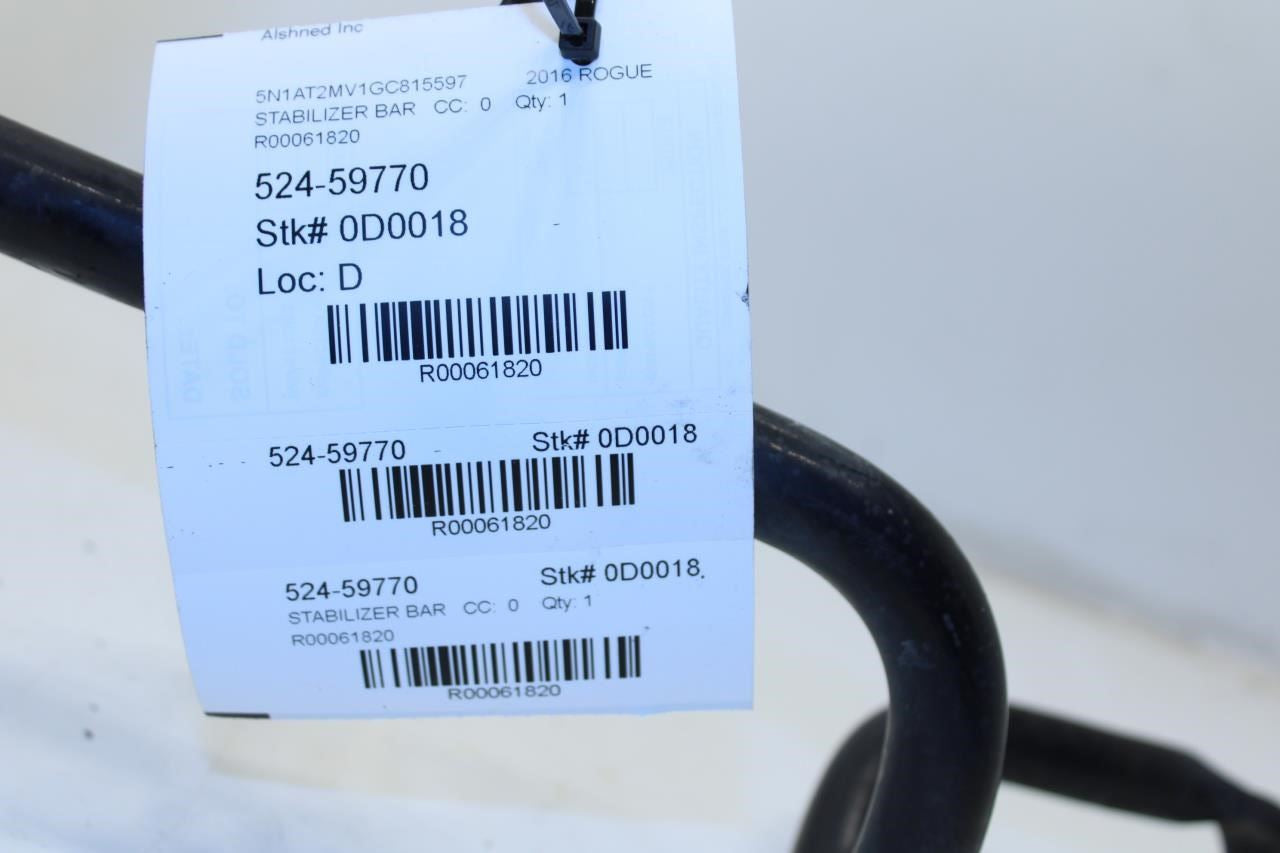 Alshned Inc
5N1AT2MV1GC815597 2016 ROGUE
STABILIZER BAR CC: 0 Qty: 1
R00061820
524-59770
Stk# 0D0018
Loc: D
R00061820
524-59770 Stk# 0D0018
R00061820
524-59770 Stk# 0D0018
STABILIZER BAR CC: 0 Qty: 1
R00061820
R00061820